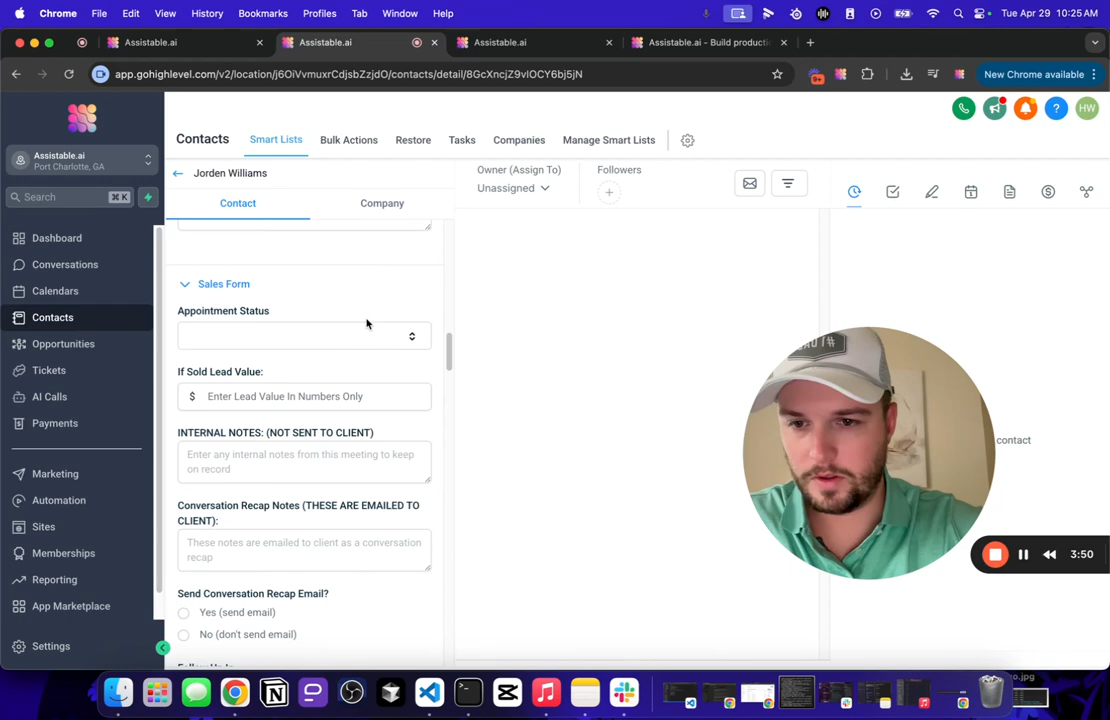 Chrome File Edit View History Bookmarks Profiles Tab Window Help Tue Apr 29 10:25 AM
Assistable.ai Assistable.ai Assistable.ai Assistable.ai - Build producti
app.gohighlevel.com/v2/location/j6OiVvmuxrCdjsbZzjdO/contacts/detail/8GcXncjZ9vIOCY6bj5jN 9+ New Chrome available
HW
Contacts Smart Lists Bulk Actions Restore Tasks Companies Manage Smart Lists
Assistable.ai
Port Charlotte, GA
Search ⌘ K
Dashboard
Conversations
Calendars
Contacts
Opportunities
Tickets
AI Calls
Payments
Marketing
Automation
Sites
Memberships
Reporting
App Marketplace
Settings
Jorden Williams
Contact Company
Owner (Assign To) Followers
Unassigned
Sales Form
Appointment Status
If Sold Lead Value:
$ Enter Lead Value In Numbers Only
INTERNAL NOTES: (NOT SENT TO CLIENT)
Enter any internal notes from this meeting to keep
on record
Conversation Recap Notes (THESE ARE EMAILED TO
CLIENT):
These notes are emailed to client as a conversation
recap
Send Conversation Recap Email?
Yes (send email)
No (don't send email)
contact
3:50